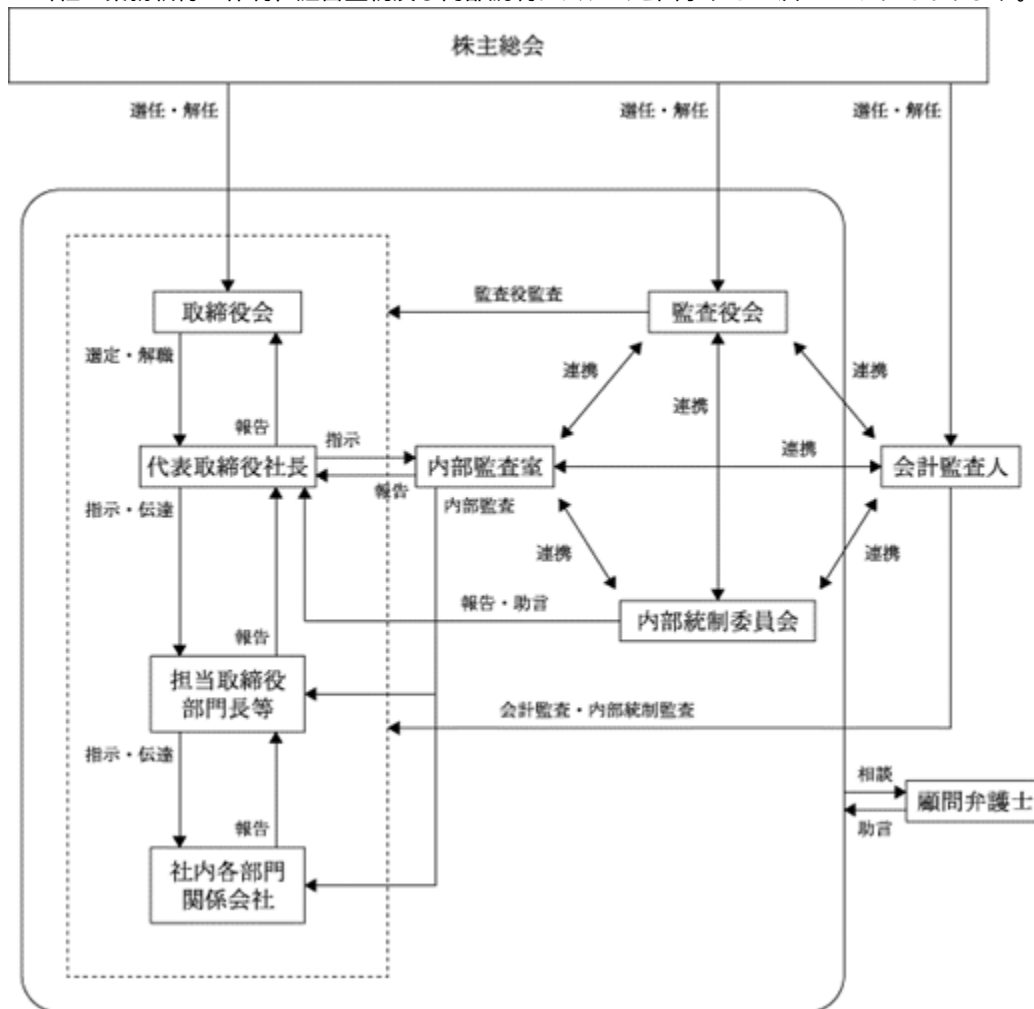 株主総会
選任・解任
選任・解任
選任・解任
取締役会
監査役監査
監査役会
選定・解職
連携
連携
連携
報告
指示
代表取締役社長
内部監査室
連携
会計監査人
報告
指示・伝達
内部監査
連携
連携
報告・助言
内部統制委員会
報告
担当取締役
部門長等
会計監査・内部統制監査
指示・伝達
相談
顧問弁護士
助言
報告
社内各部門
関係会社